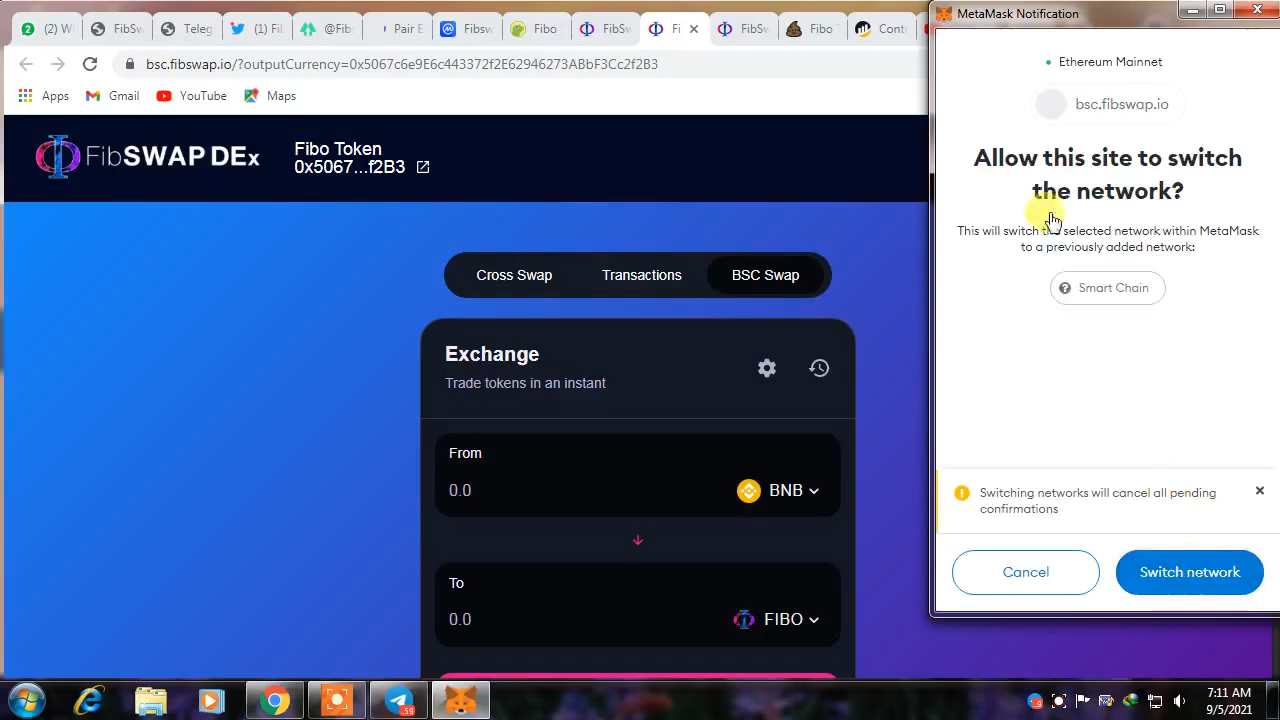 2
(2) W
FibSw
Teleg
(1) Fi
@Fib
Pair E
Fibsw
Fibo
FibSw
Fi
FibSw
Fibo
Contr
bsc.fibswap.io/?outputCurrency=0x5067c6e9E6c443372f2E62946273ABbF3Cc2f2B3
Apps
Gmail
YouTube
Maps
FibSWAP DEx
Fibo Token
0x5067...f2B3
Cross Swap
Transactions
BSC Swap
Exchange
Trade tokens in an instant
From
0.0
BNB
To
0.0
FIBO
MetaMask Notification
Ethereum Mainnet
bsc.fibswap.io
Allow this site to switch
the network?
This will switch the selected network within MetaMask
to a previously added network:
? Smart Chain
Switching networks will cancel all pending
confirmations
Cancel
Switch network
59
7:11 AM
9/5/2021